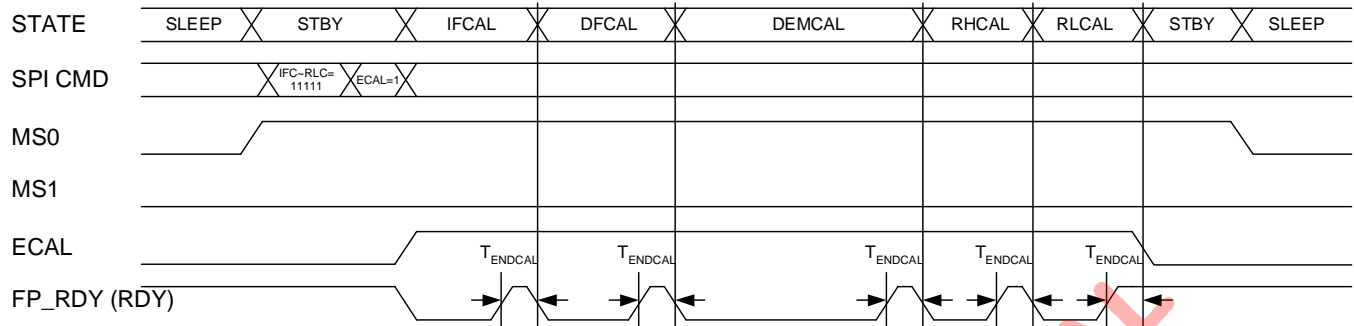 STATE SLEEP STBY IFCAL DFCAL DEMCAL RHCAL RLCAL STBY SLEEP
SPI CMD IFC~RLC= 11111 ECAL=1
MS0
MS1
ECAL TENDCAL TENDCAL TENDCAL TENDCAL TENDCAL
FP_RDY (RDY)